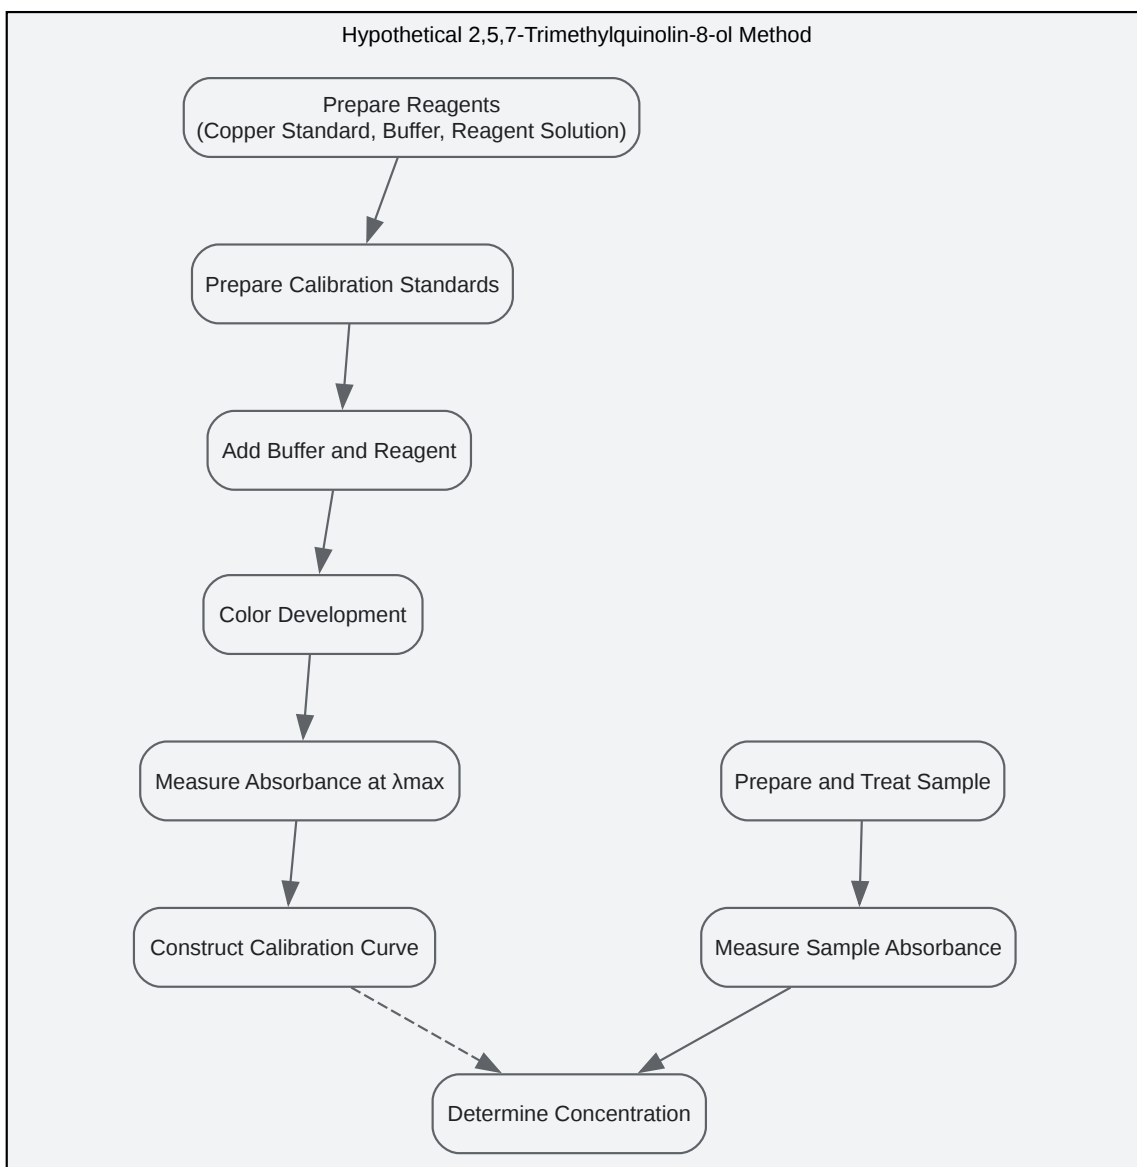 Hypothetical 2,5,7-Trimethylquinolin-8-ol Method
Prepare Reagents
(Copper Standard, Buffer, Reagent Solution)
Prepare Calibration Standards
Add Buffer and Reagent
Color Development
Measure Absorbance at λmax
Prepare and Treat Sample
Construct Calibration Curve
Measure Sample Absorbance
Determine Concentration